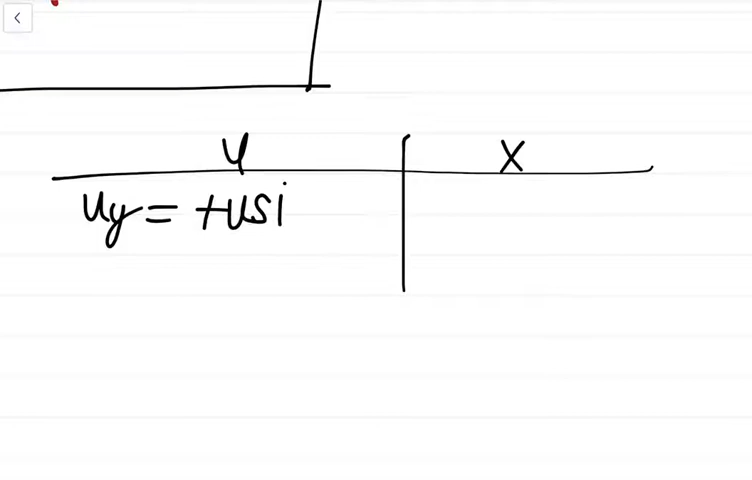 y x
uy = +usi